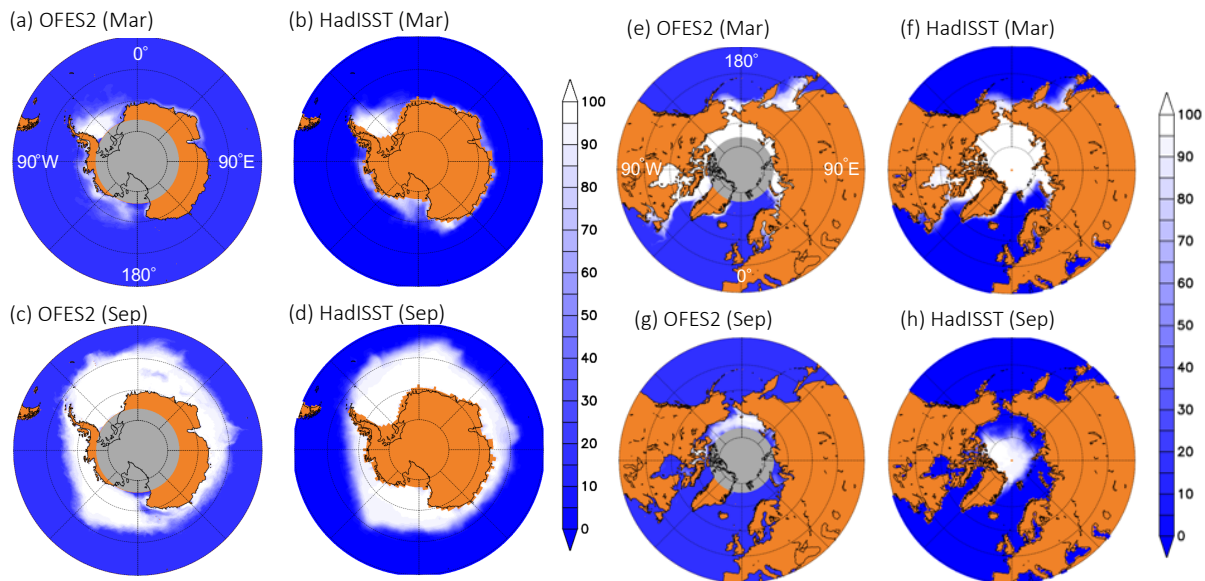 (a) OFES2 (Mar)
0°
90°W
90°E
180°
(b) HadISST (Mar)
(c) OFES2 (Sep)
(d) HadISST (Sep)
100
90
80
70
60
50
40
30
20
10
0
(e) OFES2 (Mar)
180°
90°W
90°E
0°
(f) HadISST (Mar)
(g) OFES2 (Sep)
(h) HadISST (Sep)
100
90
80
70
60
50
40
30
20
10
0